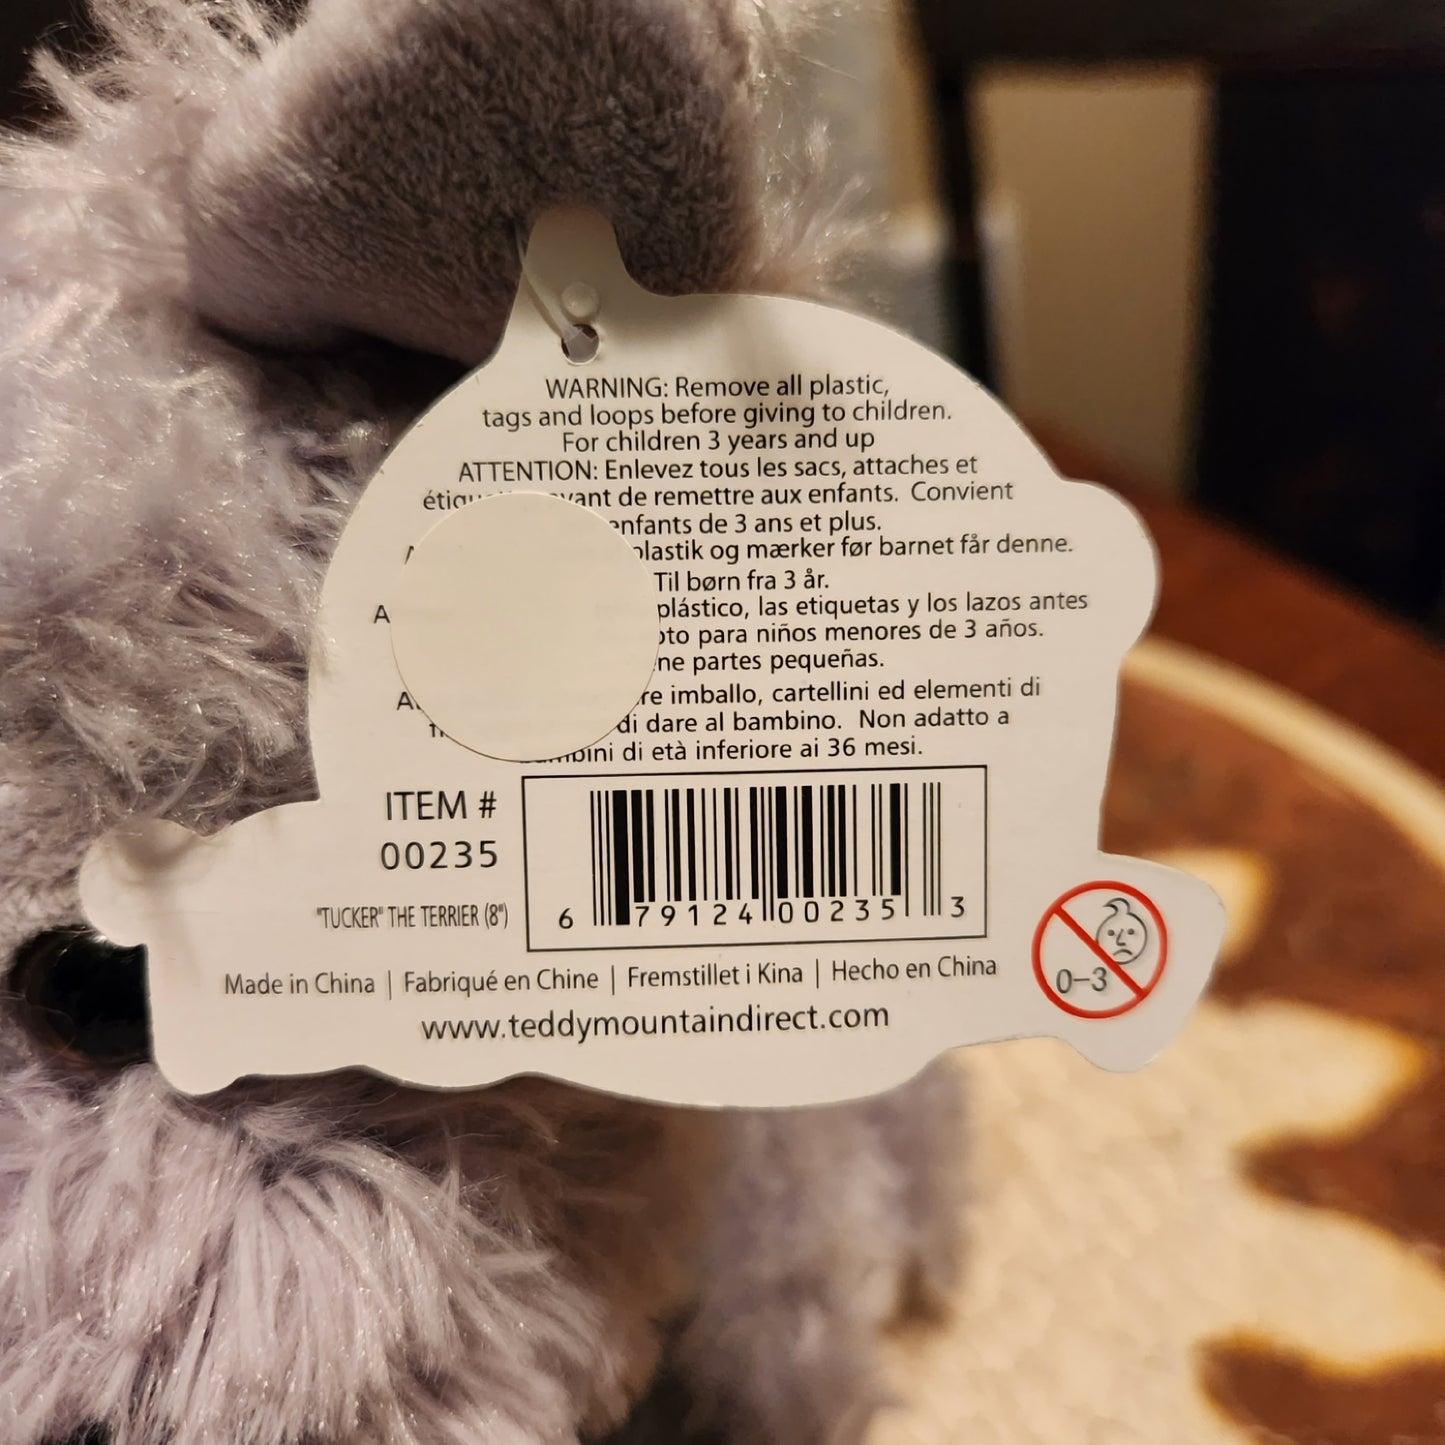 WARNING: Remove all plastic,
tags and loops before giving to children.
For children 3 years and up
ATTENTION: Enlevez tous les sacs, attaches et
de remettre aux enfants. Convient
enfants de 3 ans et plus.
plastik og mærker før barnet får denne.
Til børn fra 3 år.
plástico, las etiquetas y los lazos antes
para niños menores de 3 años.
partes pequeñas.
imballo, cartellini ed elementi di
di dare al bambino. Non adatto a
di età inferiore ai 36 mesi.
ITEM #
00235
"TUCKER" THE TERRIER (8")
6 79124 00235 3
0-3
Made in China | Fabriqué en Chine | Fremstillet i Kina | Hecho en China
www.teddymountaindirect.com